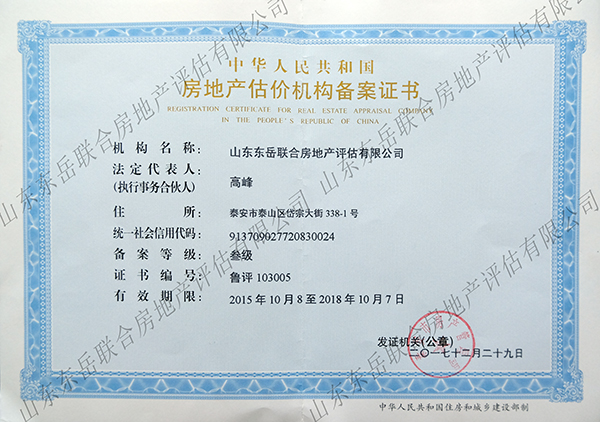 中华人民共和国
房地产估价机构备案证书
REGISTRATION CERTIFICATE FOR REAL ESTATE APPRAISAL COMPANY
IN THE PEOPLE'S REPUBLIC OF CHINA
机构名称： 山东东岳联合房地产评估有限公司
法定代表人： 高峰
(执行事务合伙人)
住所： 泰安市泰山区岱宗大街338-1号
统一社会信用代码： 913709027720830024
备案等级： 叁级
证书编号： 鲁评 103005
有效期限： 2015年10月8至2018年10月7日
发证机关(公章)
二〇一七十二月二十九日
中华人民共和国住房和城乡建设部制
山东东岳联合房地产评估有限公司
山东东岳联合房地产评估有限公司
山东东岳联合房地产评估有限公司